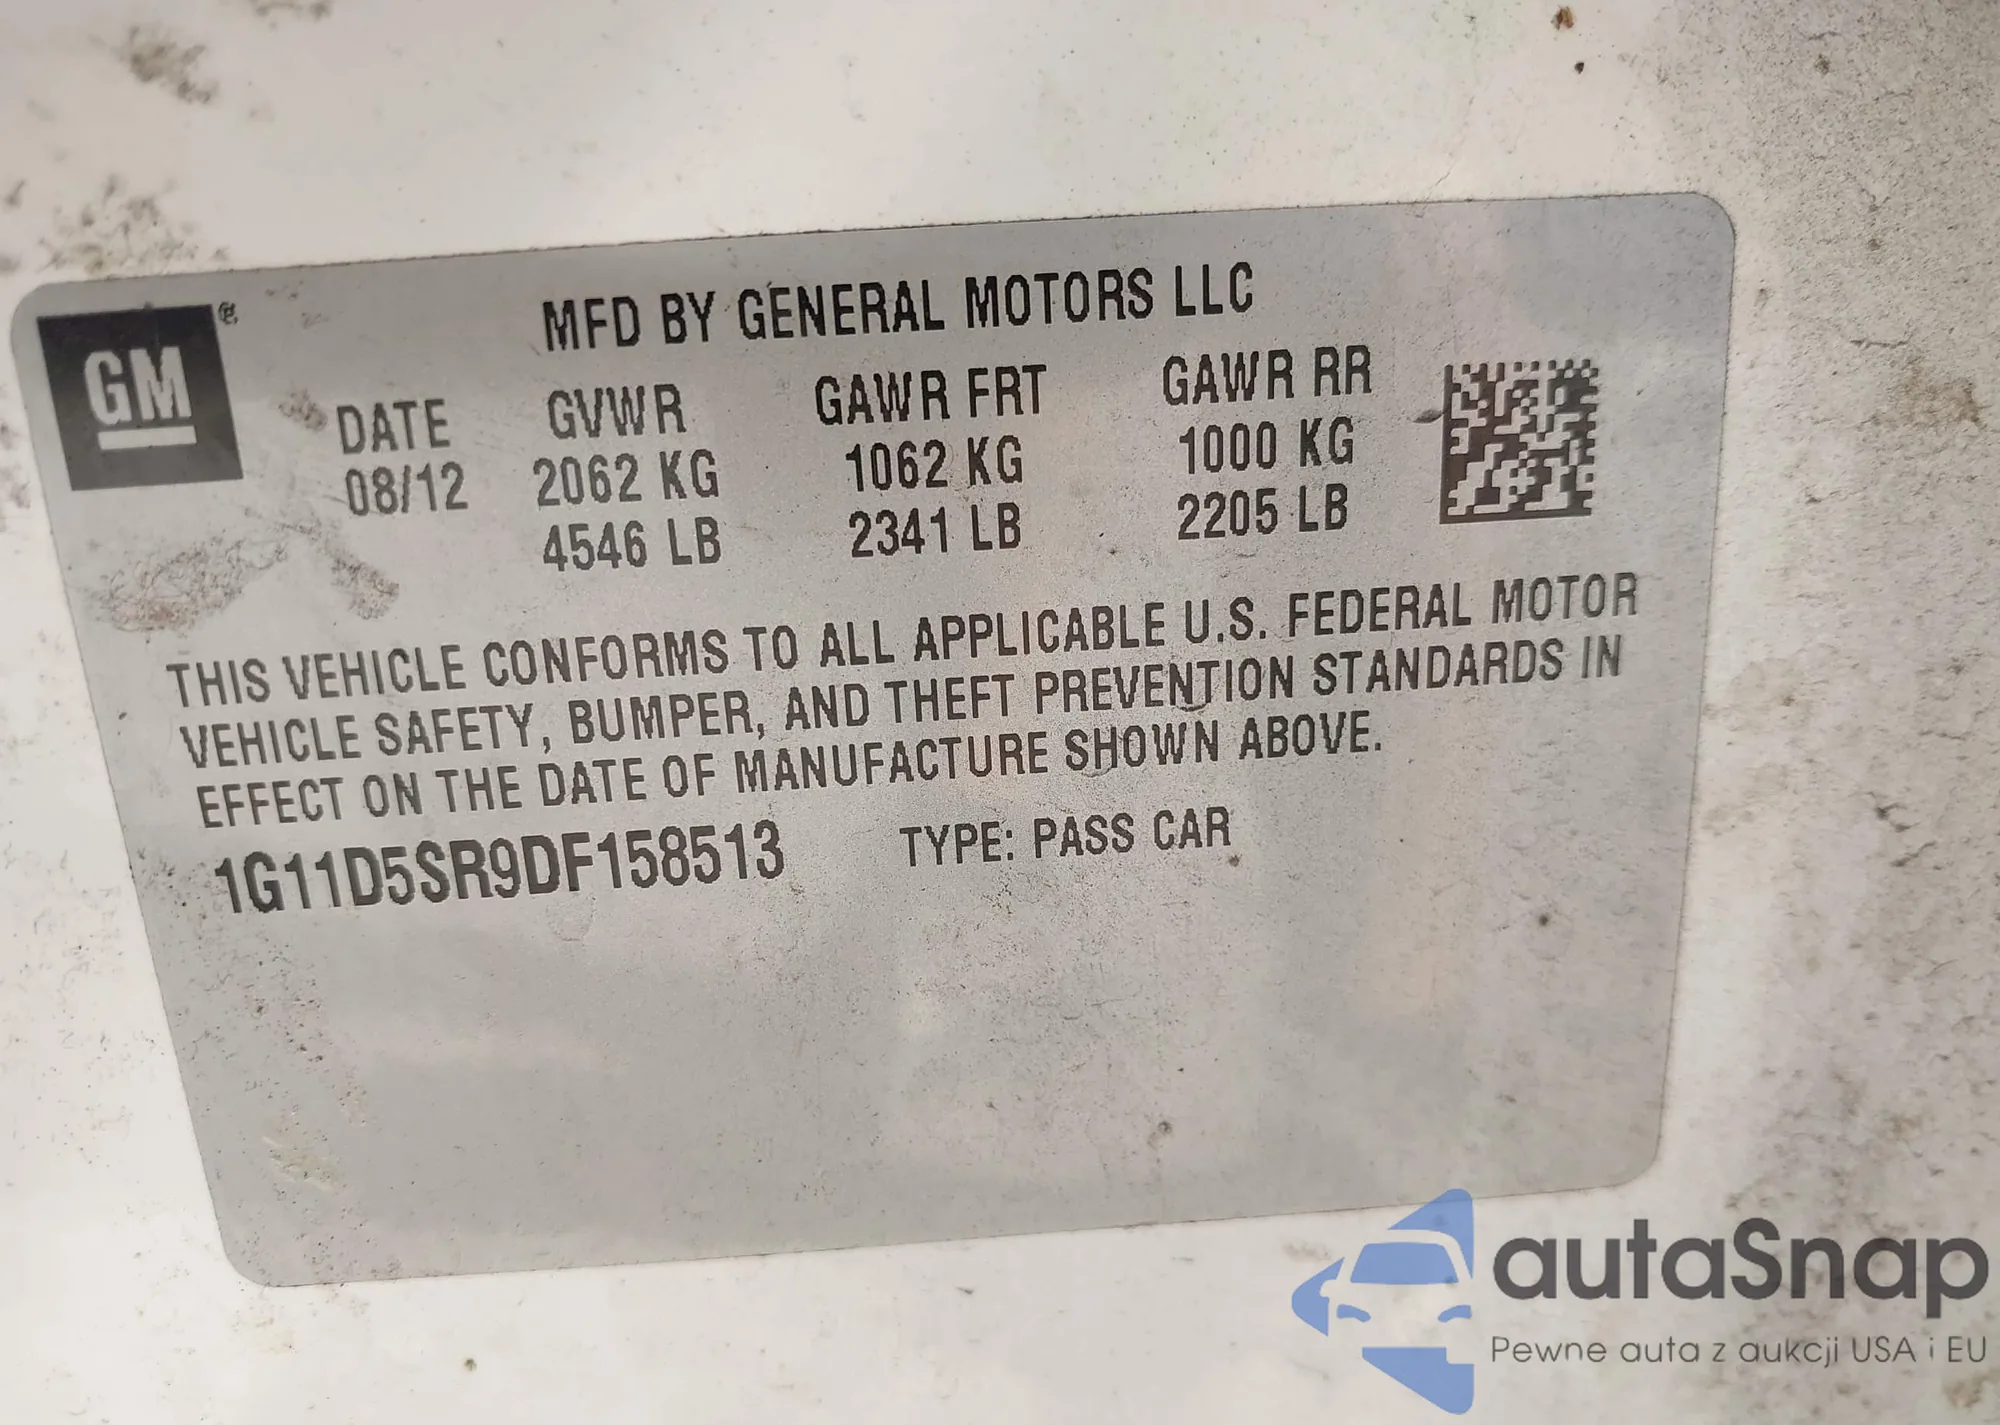 GM
MFD BY GENERAL MOTORS LLC
DATE GVWR GAWR FRT GAWR RR
08/12 2062 KG 1062 KG 1000 KG
4546 LB 2341 LB 2205 LB
THIS VEHICLE CONFORMS TO ALL APPLICABLE U.S. FEDERAL MOTOR
VEHICLE SAFETY, BUMPER, AND THEFT PREVENTION STANDARDS IN
EFFECT ON THE DATE OF MANUFACTURE SHOWN ABOVE.
1G11D5SR9DF158513 TYPE: PASS CAR
autaSnap
Pewne auta z aukcji USA i EU